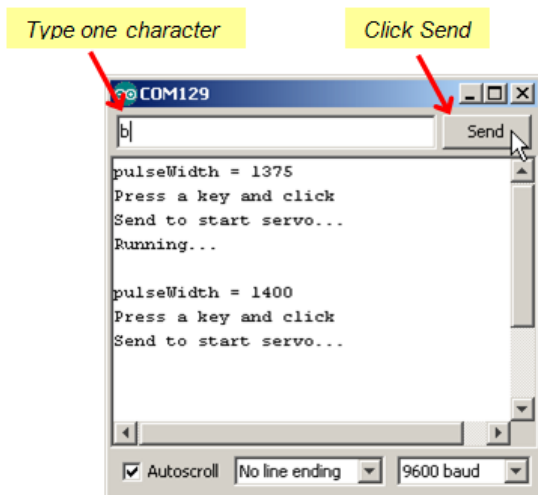 Type one character
Click Send
COM129
b
Send
pulseWidth = 1375
Press a key and click
Send to start servo...
Running...
pulseWidth = 1400
Press a key and click
Send to start servo...
Autoscroll
No line ending
9600 baud